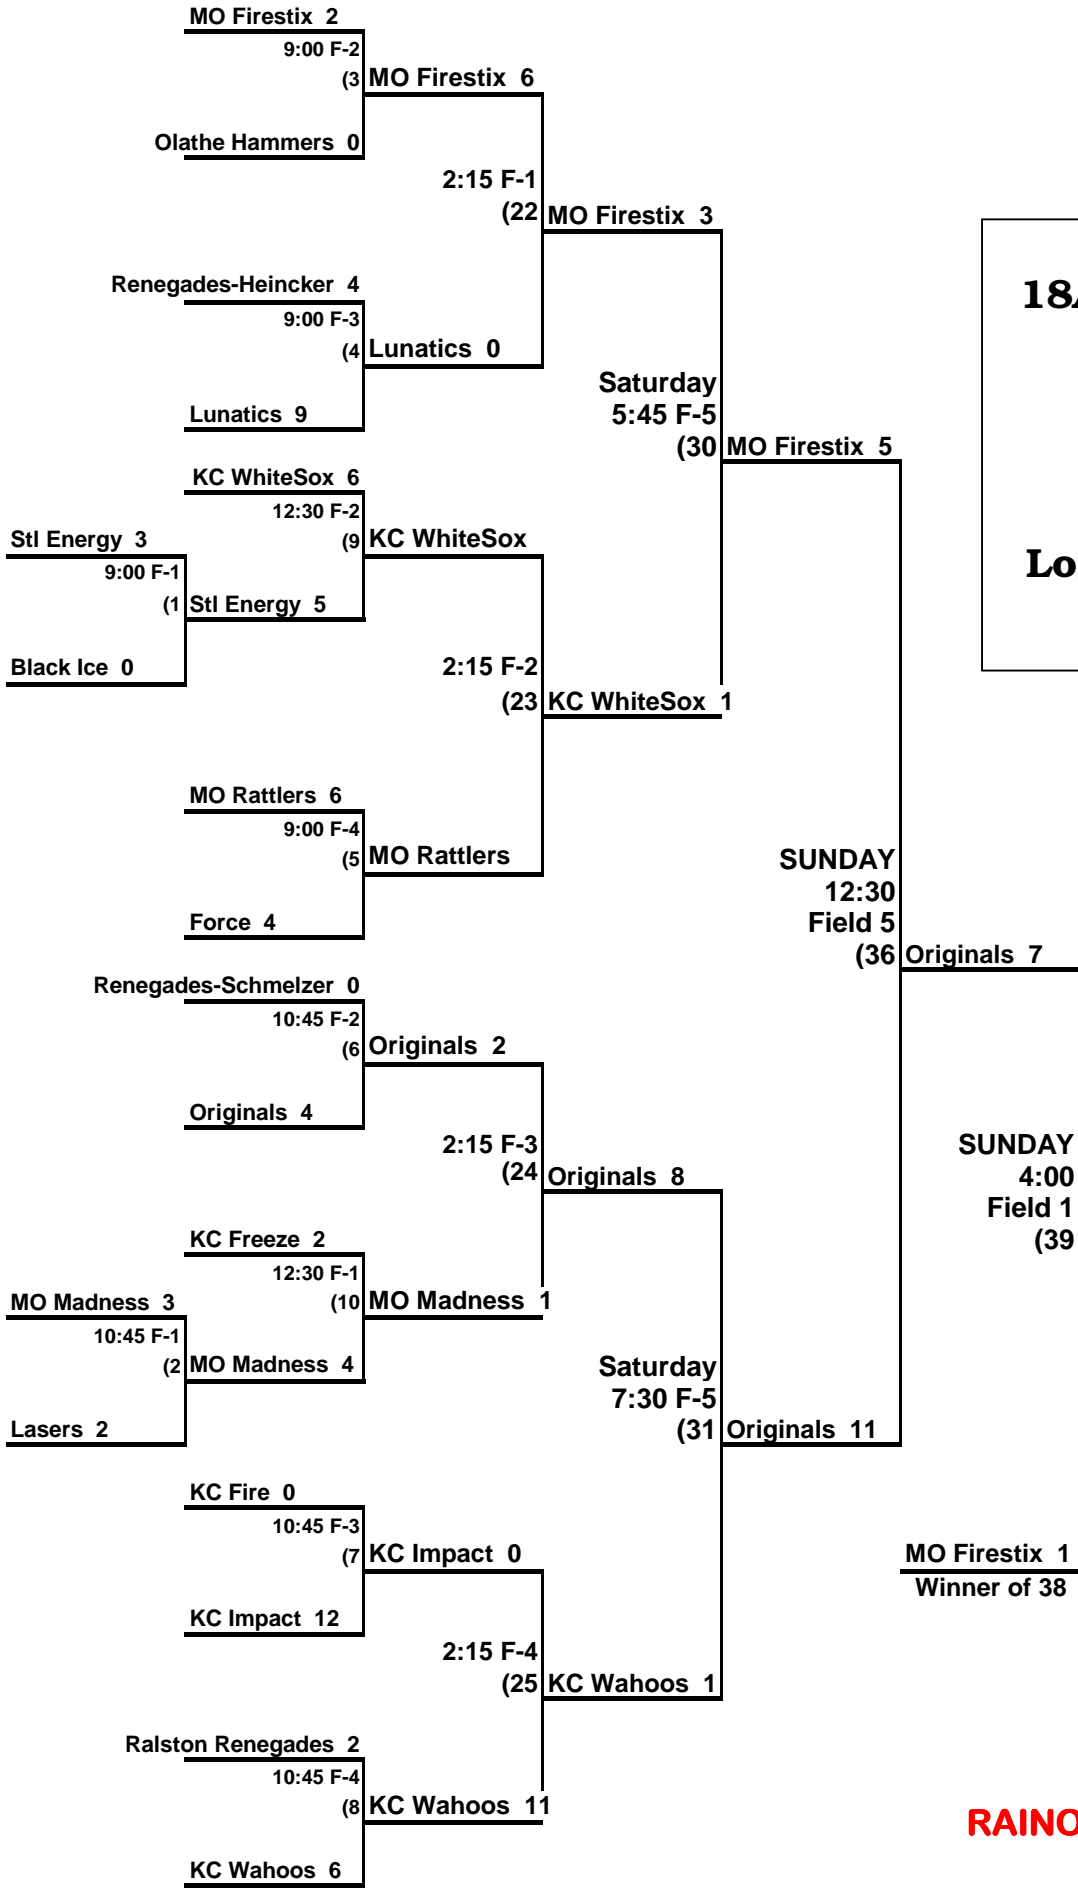 MO Firestix 2
9:00 F-2
(3 MO Firestix 6
Olathe Hammers 0
2:15 F-1
(22 MO Firestix 3
Renegades-Heincker 4
9:00 F-3
(4 Lunatics 0
Lunatics 9
Saturday
5:45 F-5
(30 MO Firestix 5
KC WhiteSox 6
12:30 F-2
(9 KC WhiteSox
Stl Energy 3
9:00 F-1
(1 Stl Energy 5
Black Ice 0
2:15 F-2
(23 KC WhiteSox 1
MO Rattlers 6
9:00 F-4
(5 MO Rattlers
Force 4
SUNDAY
12:30
Field 5
(36 Originals 7
Renegades-Schmelzer 0
10:45 F-2
(6 Originals 2
Originals 4
2:15 F-3
(24 Originals 8
KC Freeze 2
12:30 F-1
(10 MO Madness 1
MO Madness 3
10:45 F-1
(2 MO Madness 4
Lasers 2
Saturday
7:30 F-5
(31 Originals 11
KC Fire 0
10:45 F-3
(7 KC Impact 0
KC Impact 12
2:15 F-4
(25 KC Wahoos 1
Ralston Renegades 2
10:45 F-4
(8 KC Wahoos 11
KC Wahoos 6
18
Lo
SUNDAY
4:00
Field 1
(39
MO Firestix 1
Winner of 38
RAINO